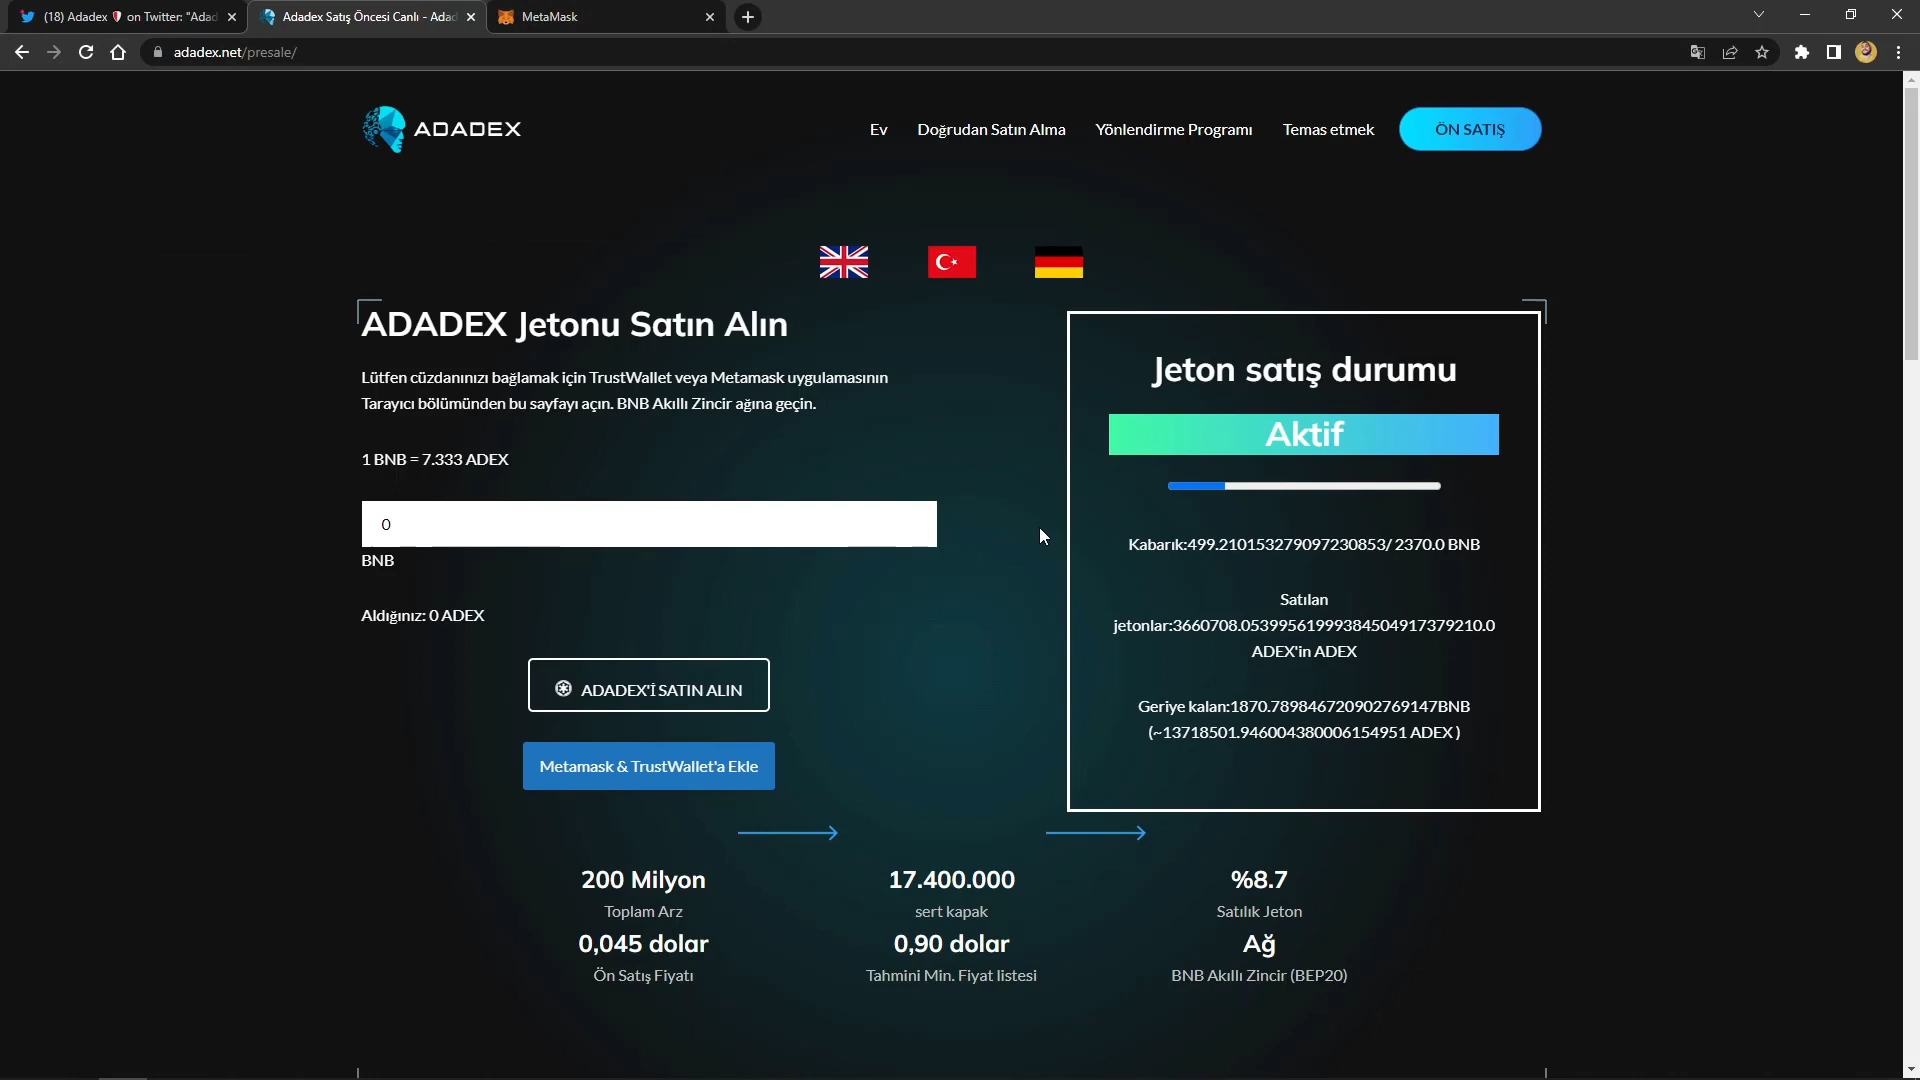 (18) Adadex on Twitter: "Adad
Adadex Satış Öncesi Canlı - Adad
MetaMask
adadex.net/presale/
ADADEX
Ev
Doğrudan Satın Alma
Yönlendirme Programı
Temas etmek
ÖN SATIŞ
ADADEX Jetonu Satın Alın
Lütfen cüzdanınızı bağlamak için TrustWallet veya Metamask uygulamasının
Tarayıcı bölümünden bu sayfayı açın. BNB Akıllı Zincir ağına geçin.
1 BNB = 7.333 ADEX
0
BNB
Aldığınız: 0 ADEX
ADADEX'İ SATIN ALIN
Metamask & TrustWallet'a Ekle
Jeton satış durumu
Aktif
Kabarık:499.210153279097230853/ 2370.0 BNB
Satılan
jetonlar:3660708.05399561999384504917379210.0
ADEX'in ADEX
Geriye kalan:1870.789846720902769147BNB
(~13718501.946004380006154951 ADEX )
200 Milyon
Toplam Arz
17.400.000
sert kapak
%8.7
Satılık Jeton
0,045 dolar
Ön Satış Fiyatı
0,90 dolar
Tahmini Min. Fiyat listesi
Ağ
BNB Akıllı Zincir (BEP20)